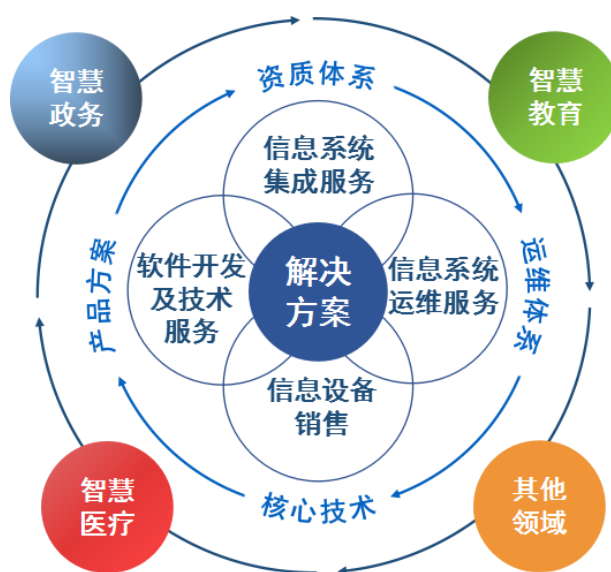 智慧
政务
资质体系
智慧
教育
信息系统
集成服务
产品方案
软件开发
及技术
服务
解决
方案
信息系统
运维服务
运维体系
信息设备
销售
智慧
医疗
核心技术
其他
领域